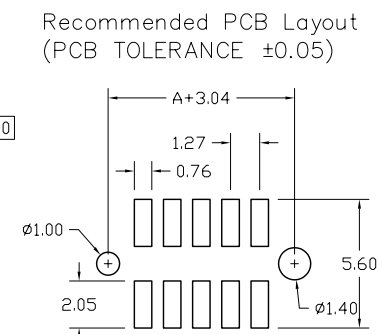 Recommended PCB Layout
(PCB TOLERANCE ±0.05)
A+3.04
0
1.27
0.76
ø1.00
5.60
2.05
ø1.40